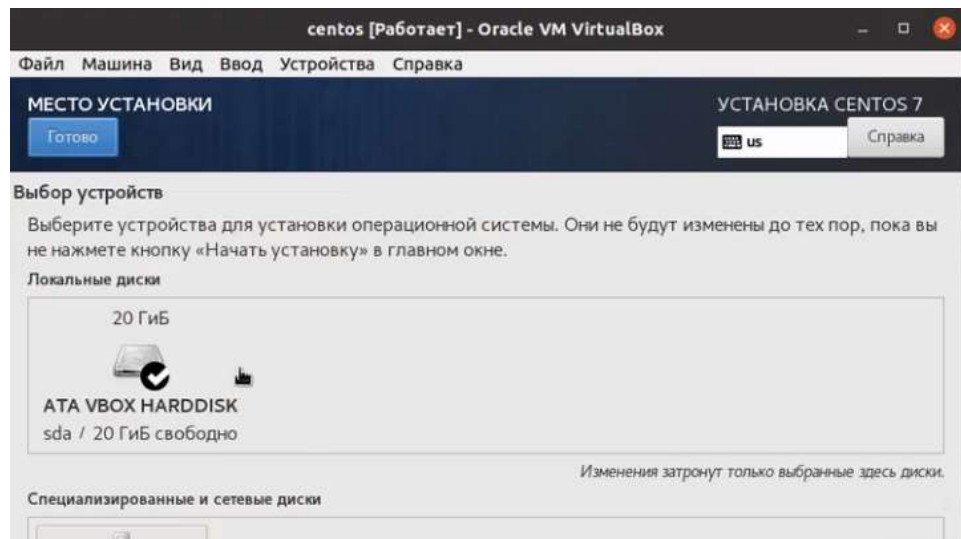 centos [Работает] - Oracle VM VirtualBox
Файл Машина Вид Ввод Устройства Справка
МЕСТО УСТАНОВКИ
УСТАНОВКА CENTOS 7
Готово
us
Справка
Выбор устройств
Выберите устройства для установки операционной системы. Они не будут изменены до тех пор, пока вы
не нажмете кнопку «Начать установку» в главном окне.
Локальные диски
20 ГиБ
ATA VBOX HARDDISK
sda / 20 ГиБ свободно
Изменения затронут только выбранные здесь диски.
Специализированные и сетевые диски